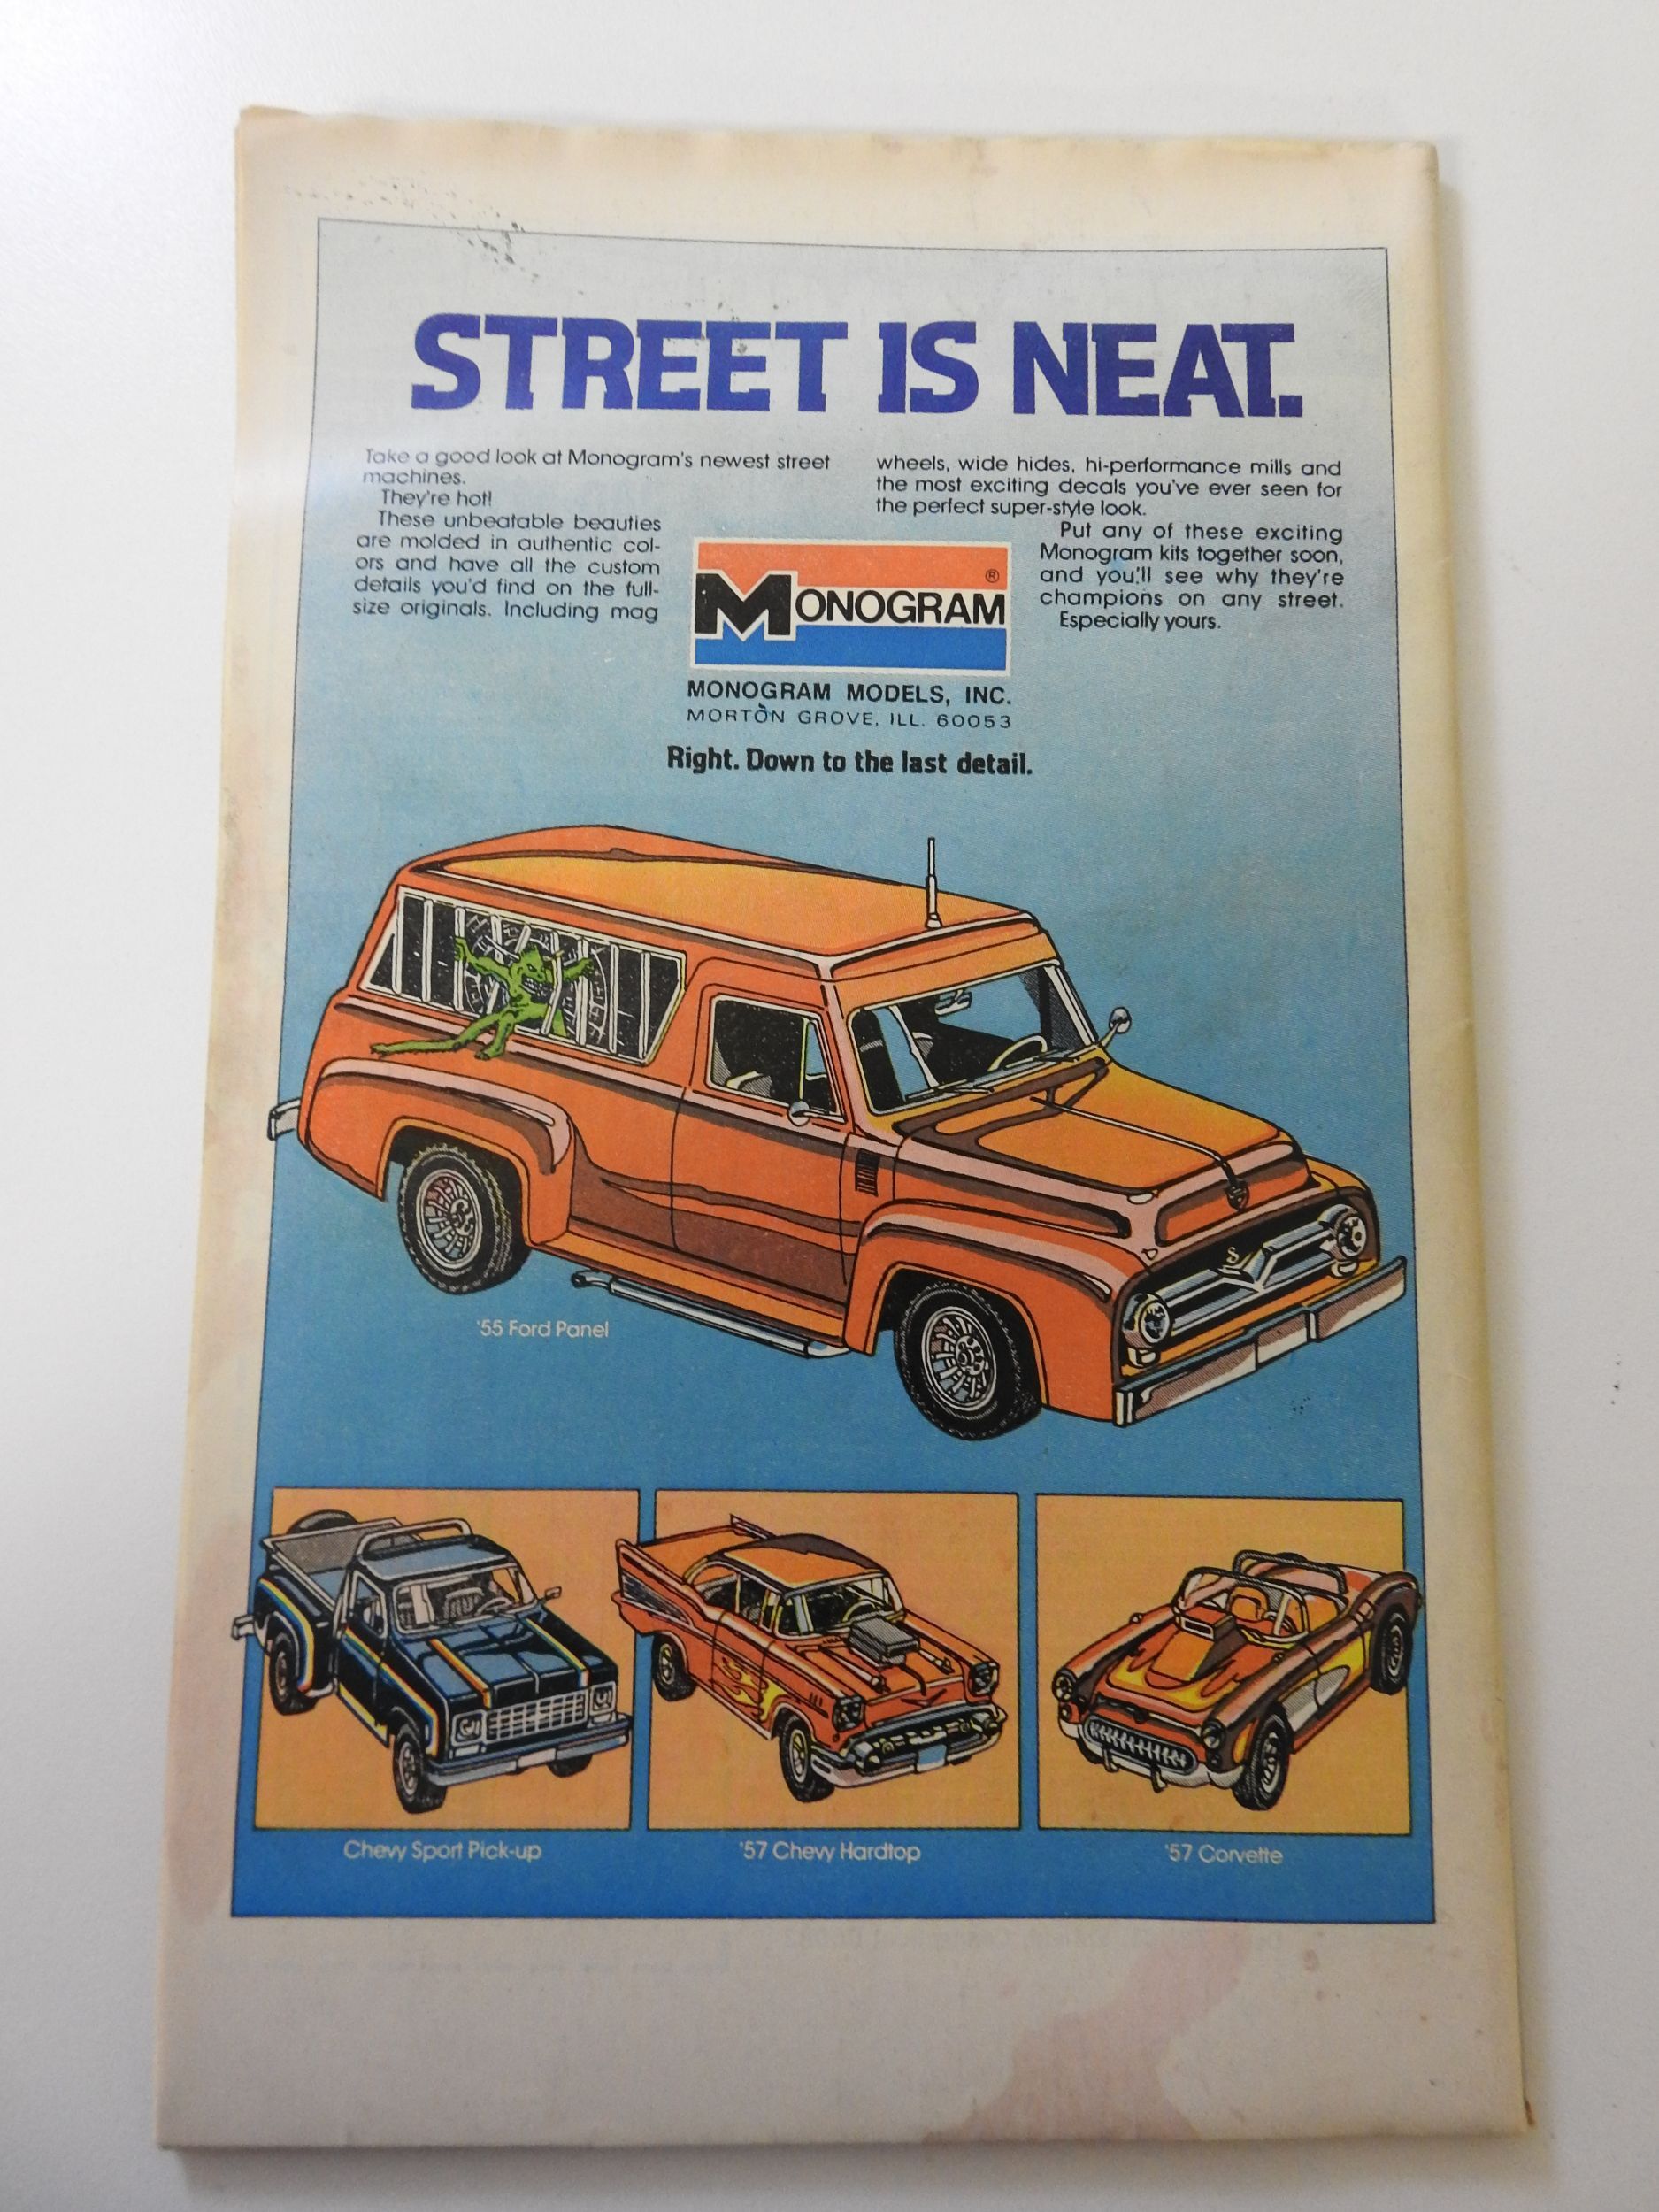 STREET IS NEAT.
Take a good look at Monogram's newest street
machines.
They're hot!
These unbeatable beauties
are molded in authentic col-
ors and have all the custom
details you'd find on the full-
size originals. Including mag
wheels, wide hides, hi-performance mills and
the most exciting decals you've ever seen for
the perfect super-style look.
Put any of these exciting
Monogram kits together soon,
and you'll see why they're
champions on any street.
Especially yours.
MONOGRAM ®
MONOGRAM MODELS, INC.
MORTON GROVE, ILL. 60053
Right. Down to the last detail.
'55 Ford Panel
Chevy Sport Pick-up
'57 Chevy Hardtop
'57 Corvette